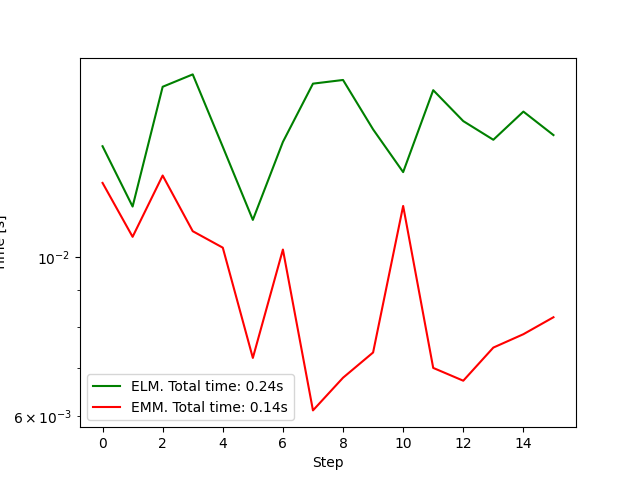 Time [s]
10⁻²
6 × 10⁻³
ELM. Total time: 0.24s
EMM. Total time: 0.14s
0 2 4 6 8 10 12 14
Step